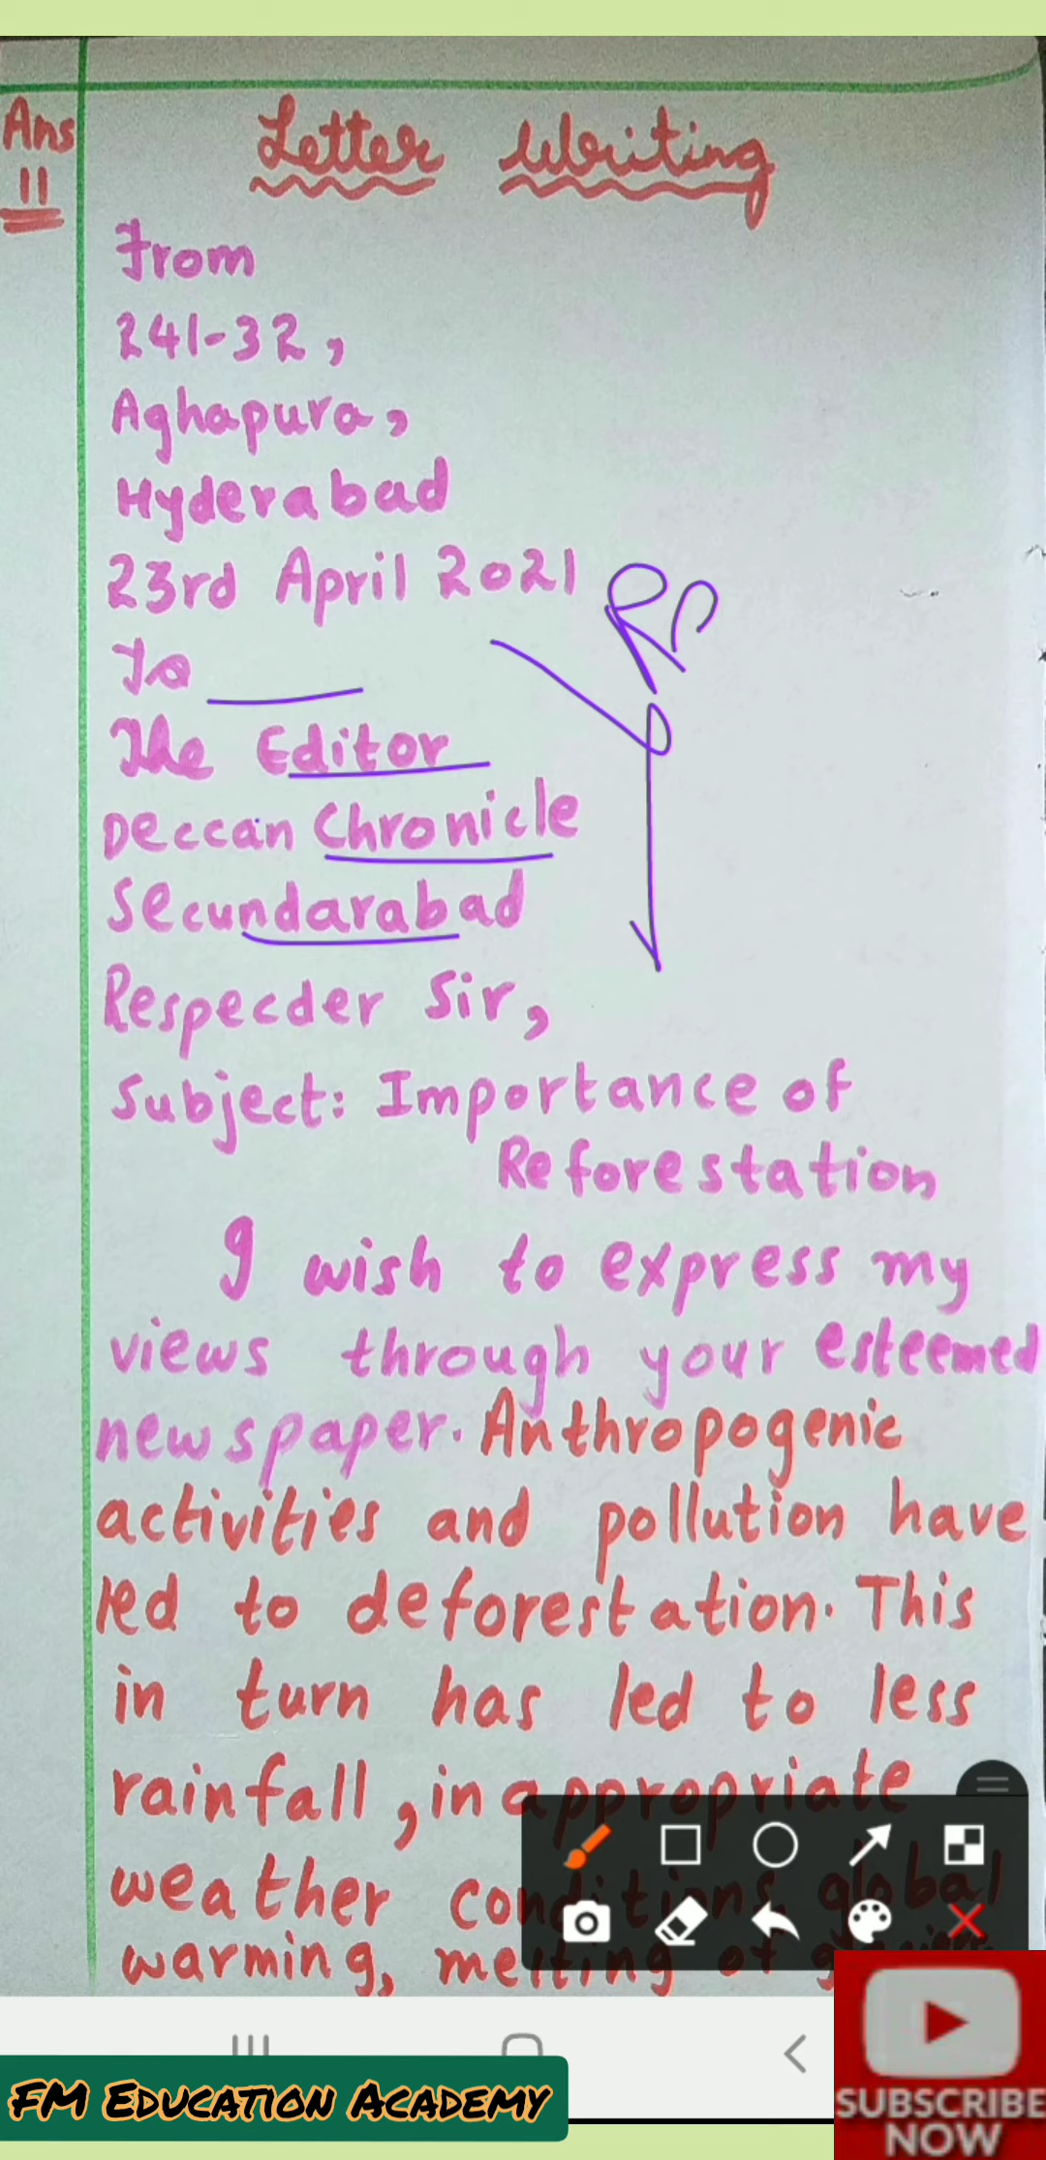 Ans
11
Letter Writing
From
241-32,
Aghapura,
Hyderabad
23rd April 2021
To
The Editor
Deccan Chronicle
Secundarabad
Respecder Sir,
Subject: Importance of
Reforestation
I wish to express my
views through your esteemed
newspaper. Anthropogenic
activities and pollution have
led to deforestation. This
in turn has led to less
rainfall, inappropriate
weather conditions, global
warming, melting of
FM Education Academy
SUBSCRIBE
NOW